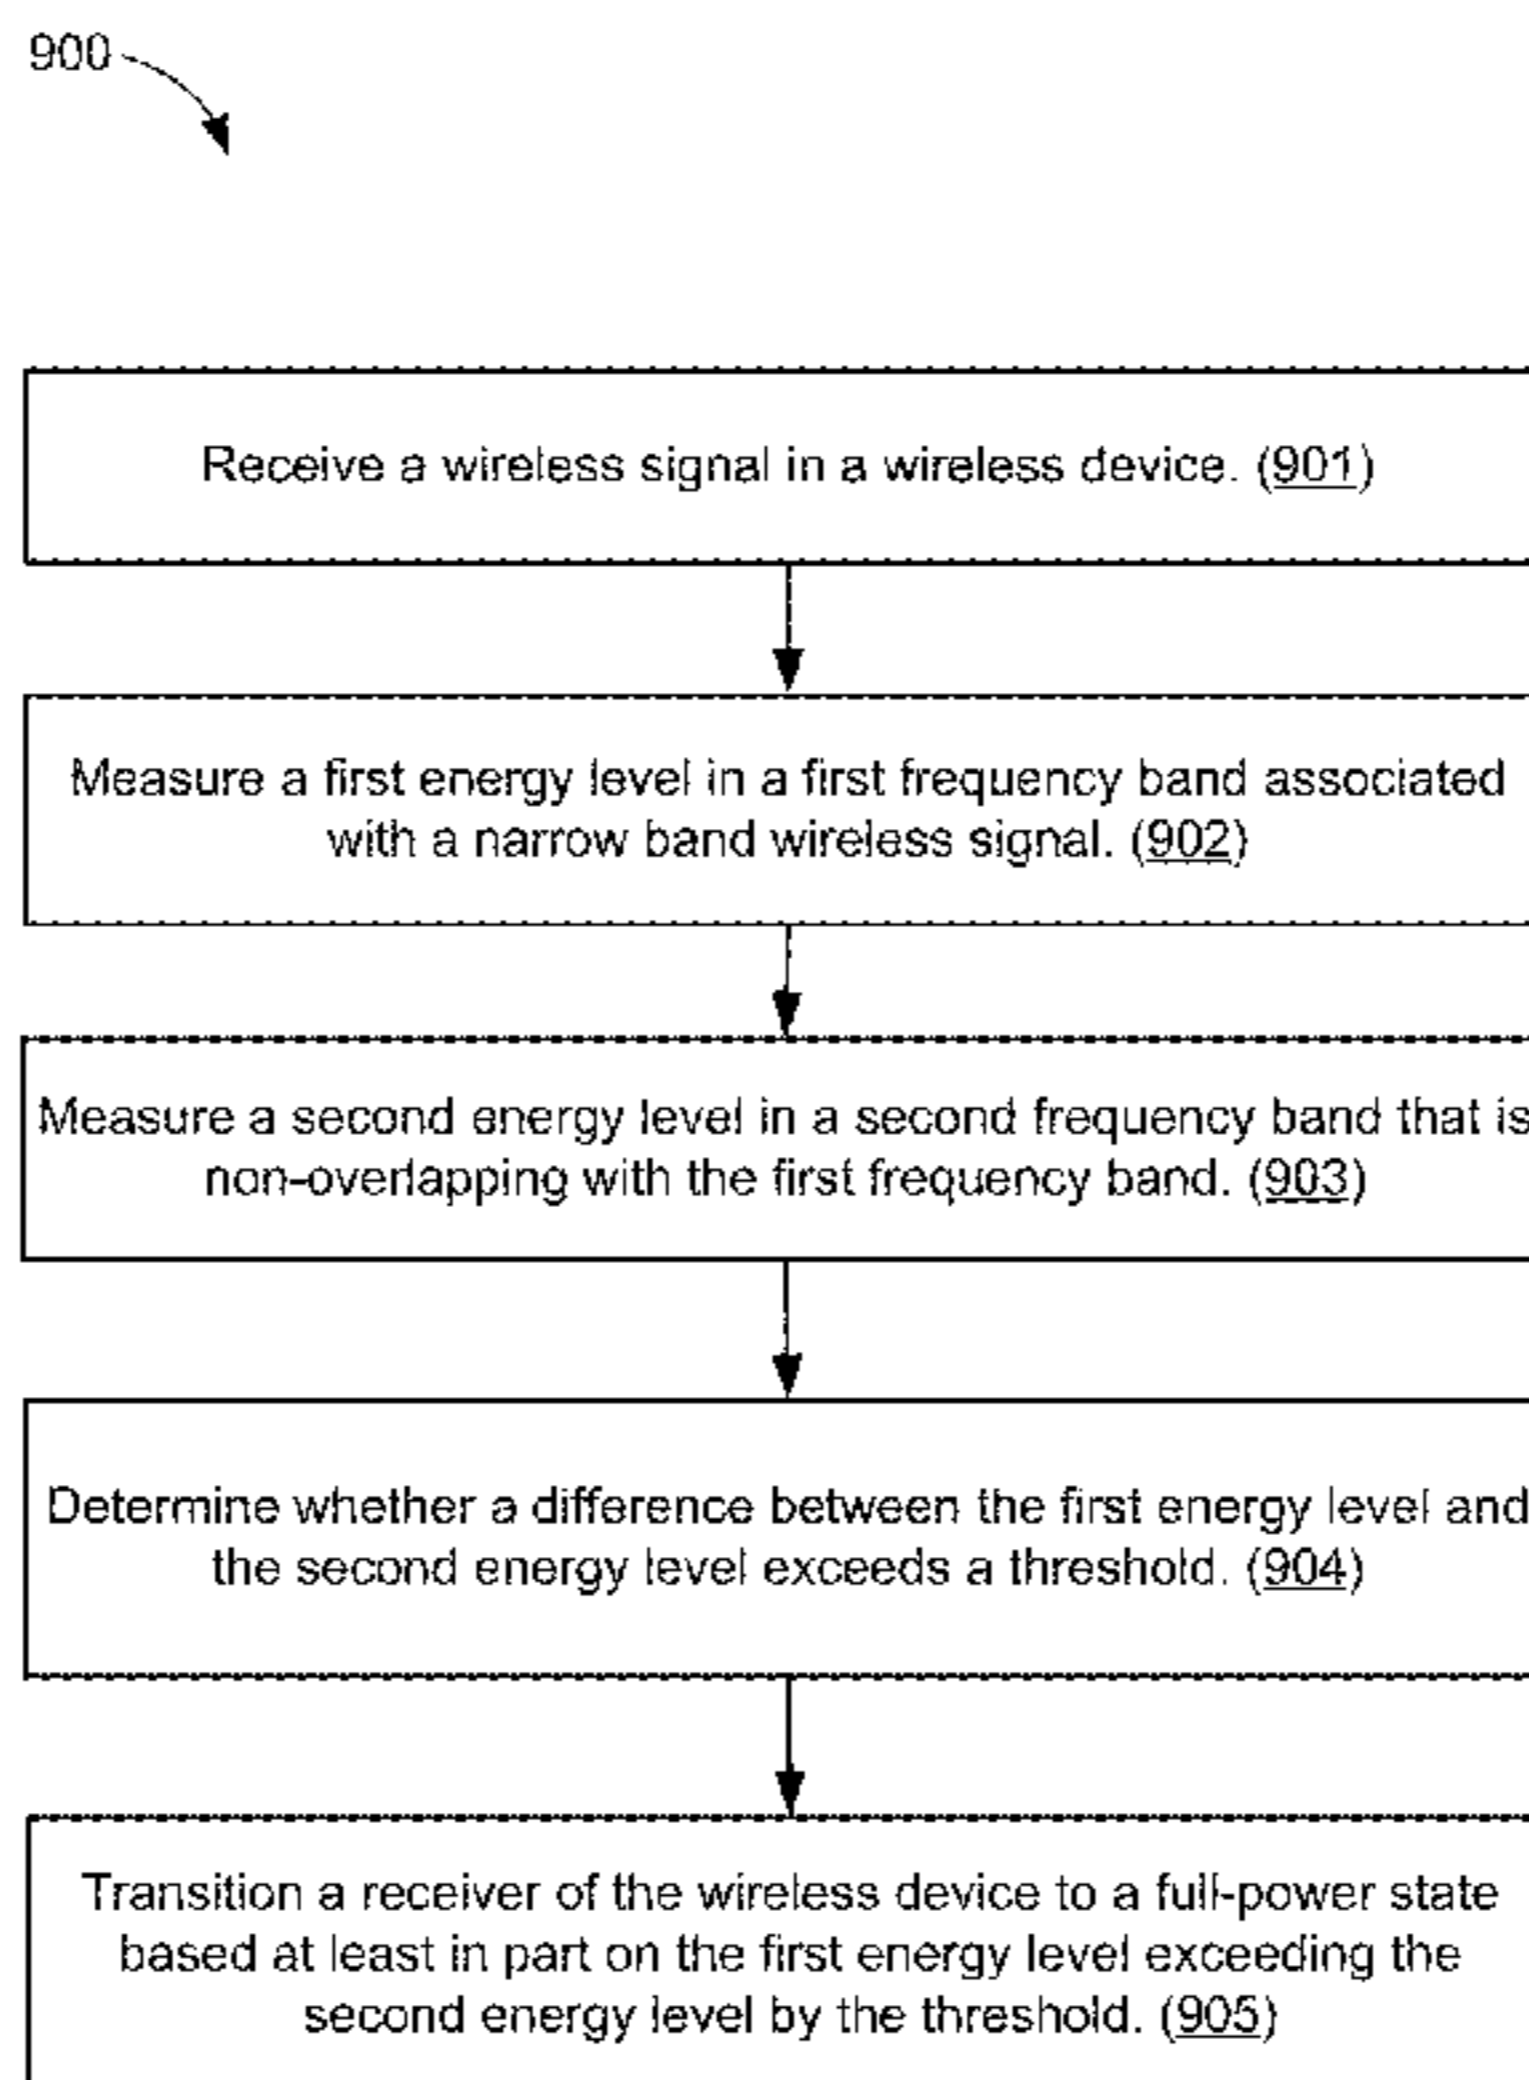 900
Receive a wireless signal in a wireless device. (901)
Measure a first energy level in a first frequency band associated
with a narrow band wireless signal. (902)
Measure a second energy level in a second frequency band that is
non-overlapping with the first frequency band. (903)
Determine whether a difference between the first energy level and
the second energy level exceeds a threshold. (904)
Transition a receiver of the wireless device to a full-power state
based at least in part on the first energy level exceeding the
second energy level by the threshold. (905)